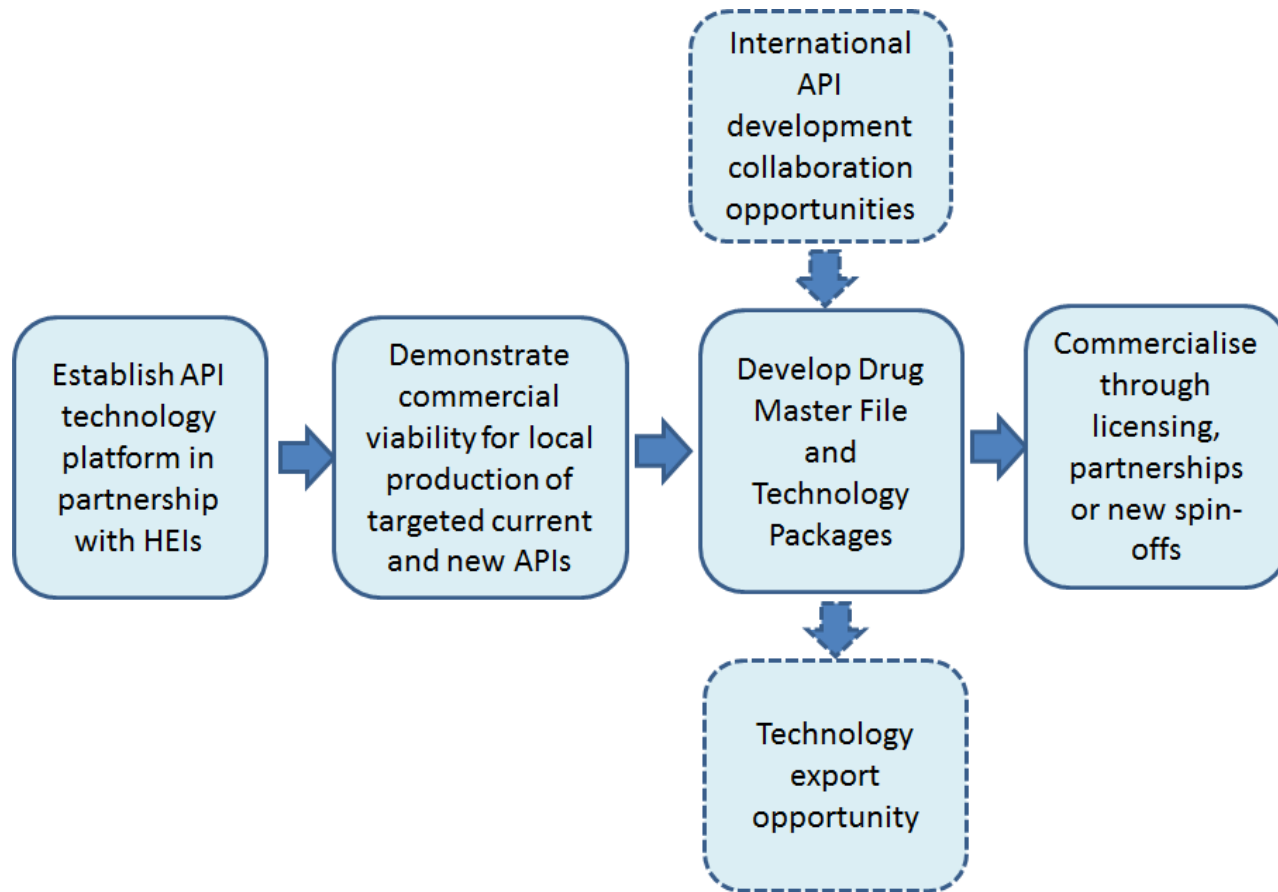 International
API
development
collaboration
opportunities
Establish API
technology
platform in
partnership
with HEIs
Demonstrate
commercial
viability for local
production of
targeted current
and new APIs
Develop Drug
Master File
and
Technology
Packages
Commercialise
through
licensing,
partnerships
or new spin-
offs
Technology
export
opportunity